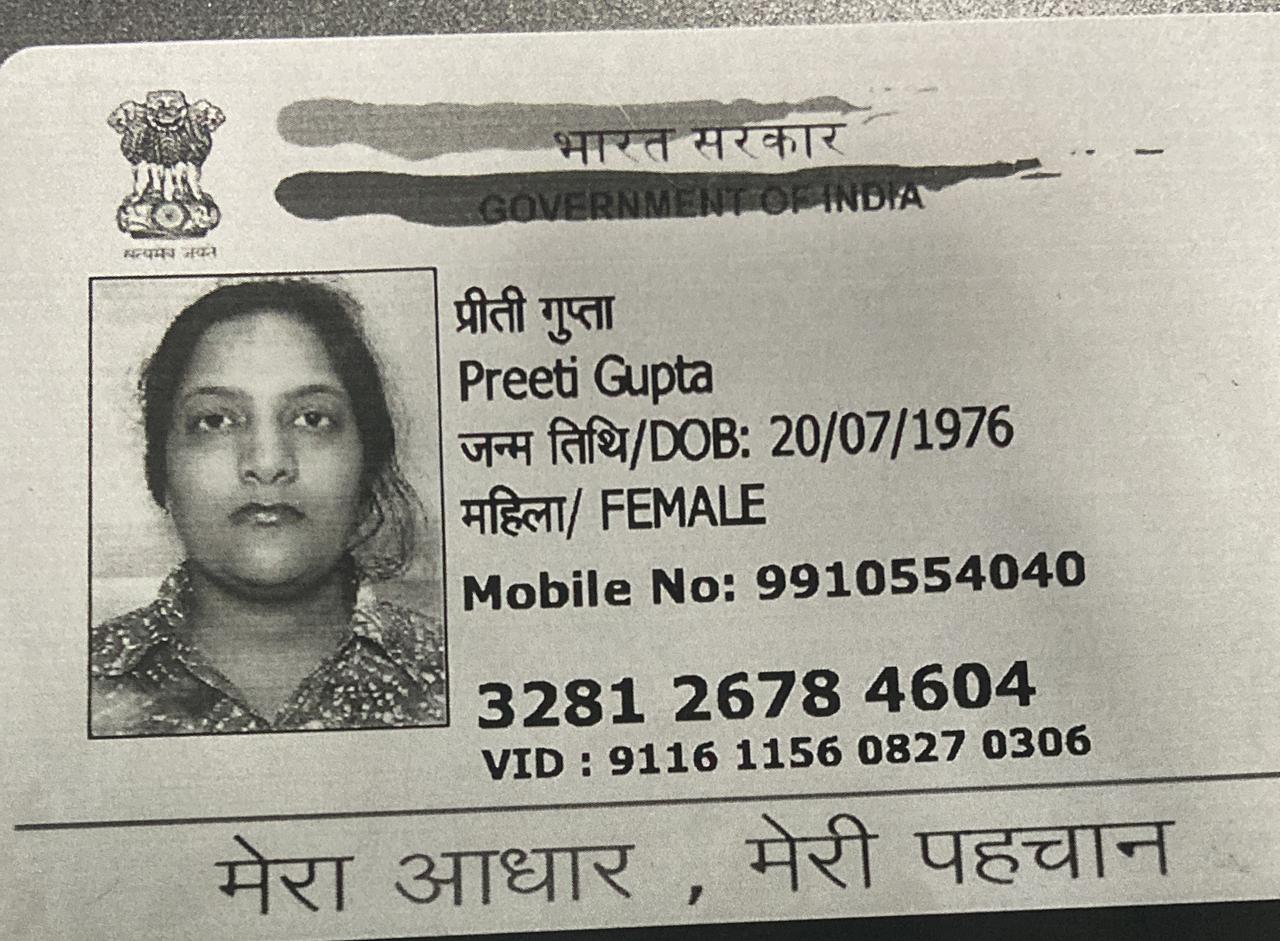 भारत सरकार
GOVERNMENT OF INDIA
सत्यमेव जयते
प्रीती गुप्ता
Preeti Gupta
जन्म तिथि/DOB: 20/07/1976
महिला/ FEMALE
Mobile No: 9910554040
3281 2678 4604
VID : 9116 1156 0827 0306
मेरा आधार , मेरी पहचान